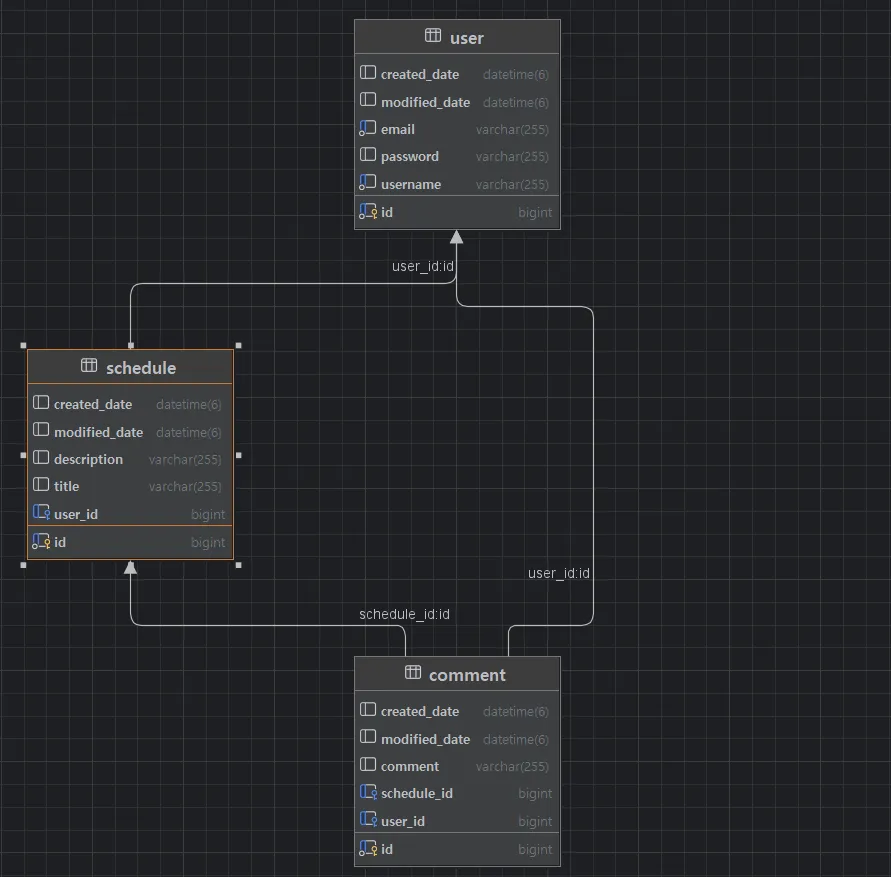 user
created_date datetime(6)
modified_date datetime(6)
email varchar(255)
password varchar(255)
username varchar(255)
id bigint
user_id:id
schedule
created_date datetime(6)
modified_date datetime(6)
description varchar(255)
title varchar(255)
user_id bigint
id bigint
user_id:id
schedule_id:id
comment
created_date datetime(6)
modified_date datetime(6)
comment varchar(255)
schedule_id bigint
user_id bigint
id bigint